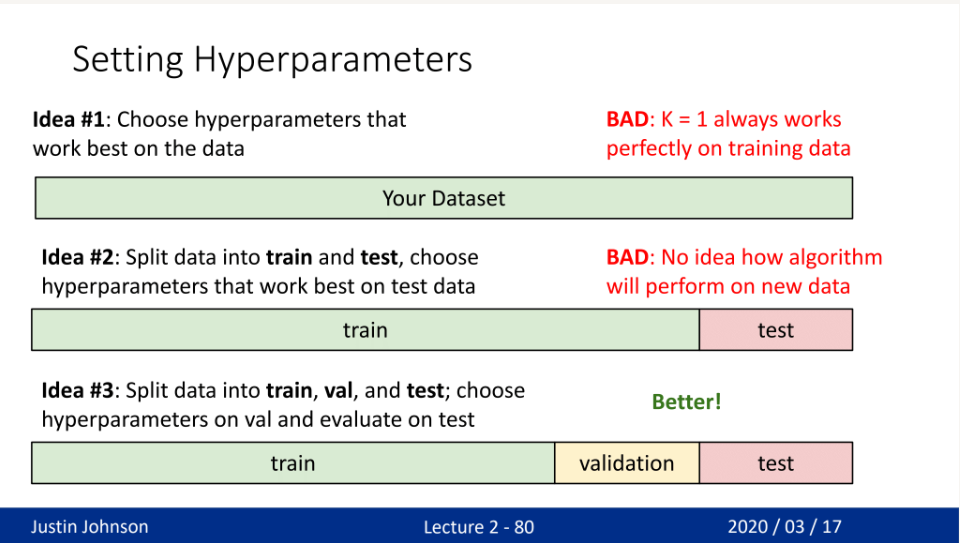 Setting Hyperparameters
Idea #1: Choose hyperparameters that
work best on the data
BAD: K = 1 always works
perfectly on training data
Your Dataset
Idea #2: Split data into train and test, choose
hyperparameters that work best on test data
BAD: No idea how algorithm
will perform on new data
train
test
Idea #3: Split data into train, val, and test; choose
hyperparameters on val and evaluate on test
Better!
train
validation
test
Justin Johnson
Lecture 2 - 80
2020 / 03 / 17